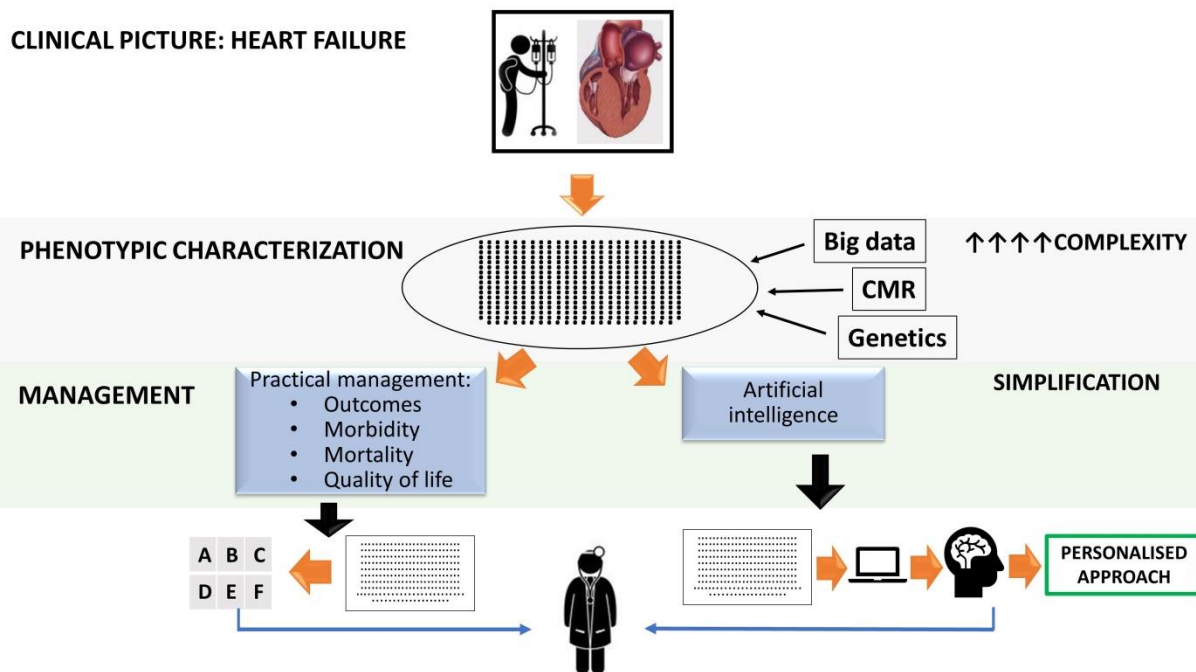 CLINICAL PICTURE: HEART FAILURE
PHENOTYPIC CHARACTERIZATION
Big data
CMR
Genetics
↑↑↑↑COMPLEXITY
MANAGEMENT
Practical management:
• Outcomes
• Morbidity
• Mortality
• Quality of life
Artificial
intelligence
SIMPLIFICATION
A B C
D E F
PERSONALISED
APPROACH